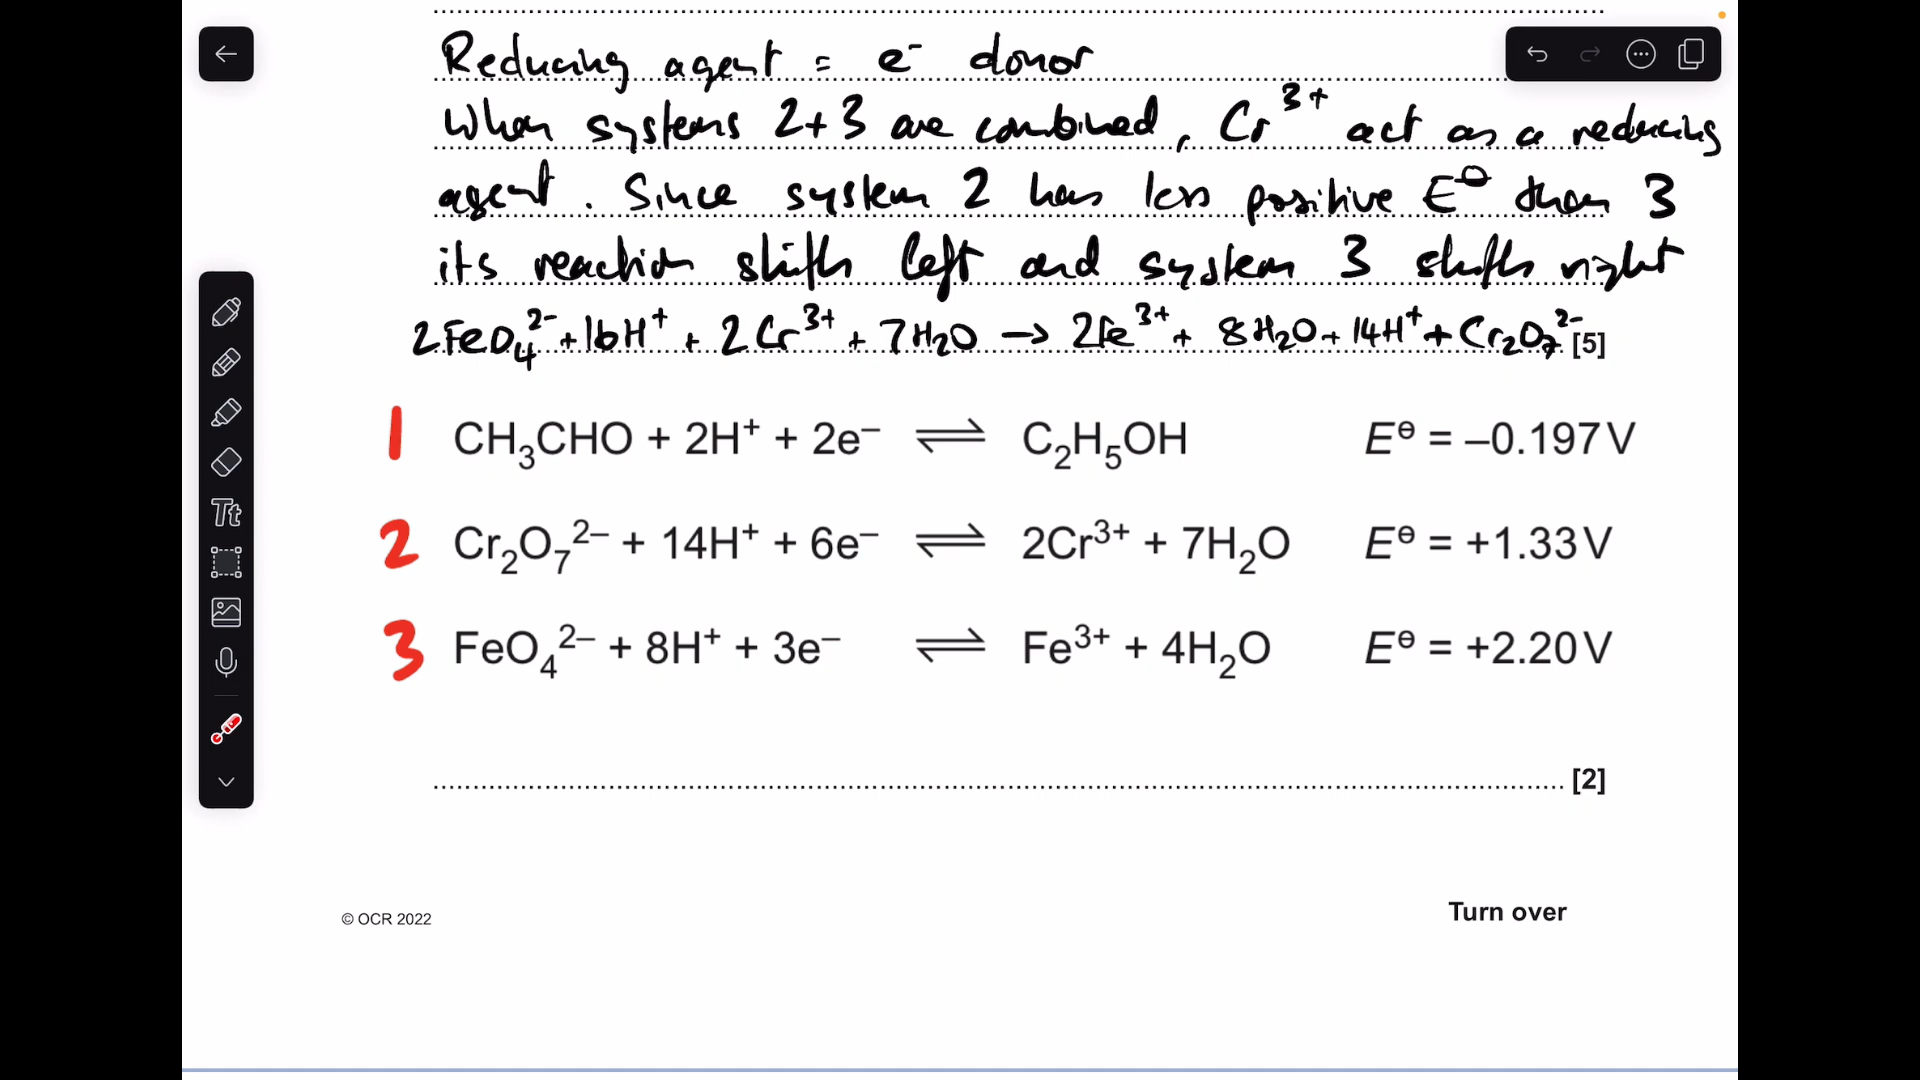 Reducing agent = e⁻ donor
When systems 2+3 are combined, Cr³⁺ act as a reducing
agent. Since system 2 has less positive E⦵ than 3
its reaction shifts left and system 3 shifts right
2FeO₄²⁻ + 16H⁺ + 2Cr³⁺ + 7H₂O → 2Fe³⁺ + 8H₂O + 14H⁺ + Cr₂O₇²⁻ [5]
1 CH₃CHO + 2H⁺ + 2e⁻ ⇌ C₂H₅OH E⦵ = –0.197 V
2 Cr₂O₇²⁻ + 14H⁺ + 6e⁻ ⇌ 2Cr³⁺ + 7H₂O E⦵ = +1.33 V
3 FeO₄²⁻ + 8H⁺ + 3e⁻ ⇌ Fe³⁺ + 4H₂O E⦵ = +2.20 V
Tt
[2]
© OCR 2022
Turn over